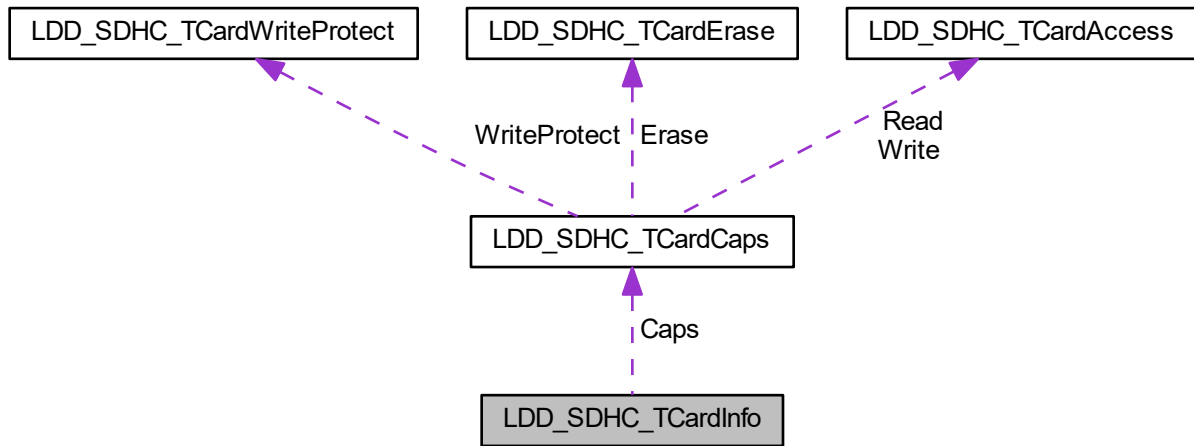 LDD_SDHC_TCardWriteProtect
LDD_SDHC_TCardErase
LDD_SDHC_TCardAccess
WriteProtect
Erase
Read
Write
LDD_SDHC_TCardCaps
Caps
LDD_SDHC_TCardInfo